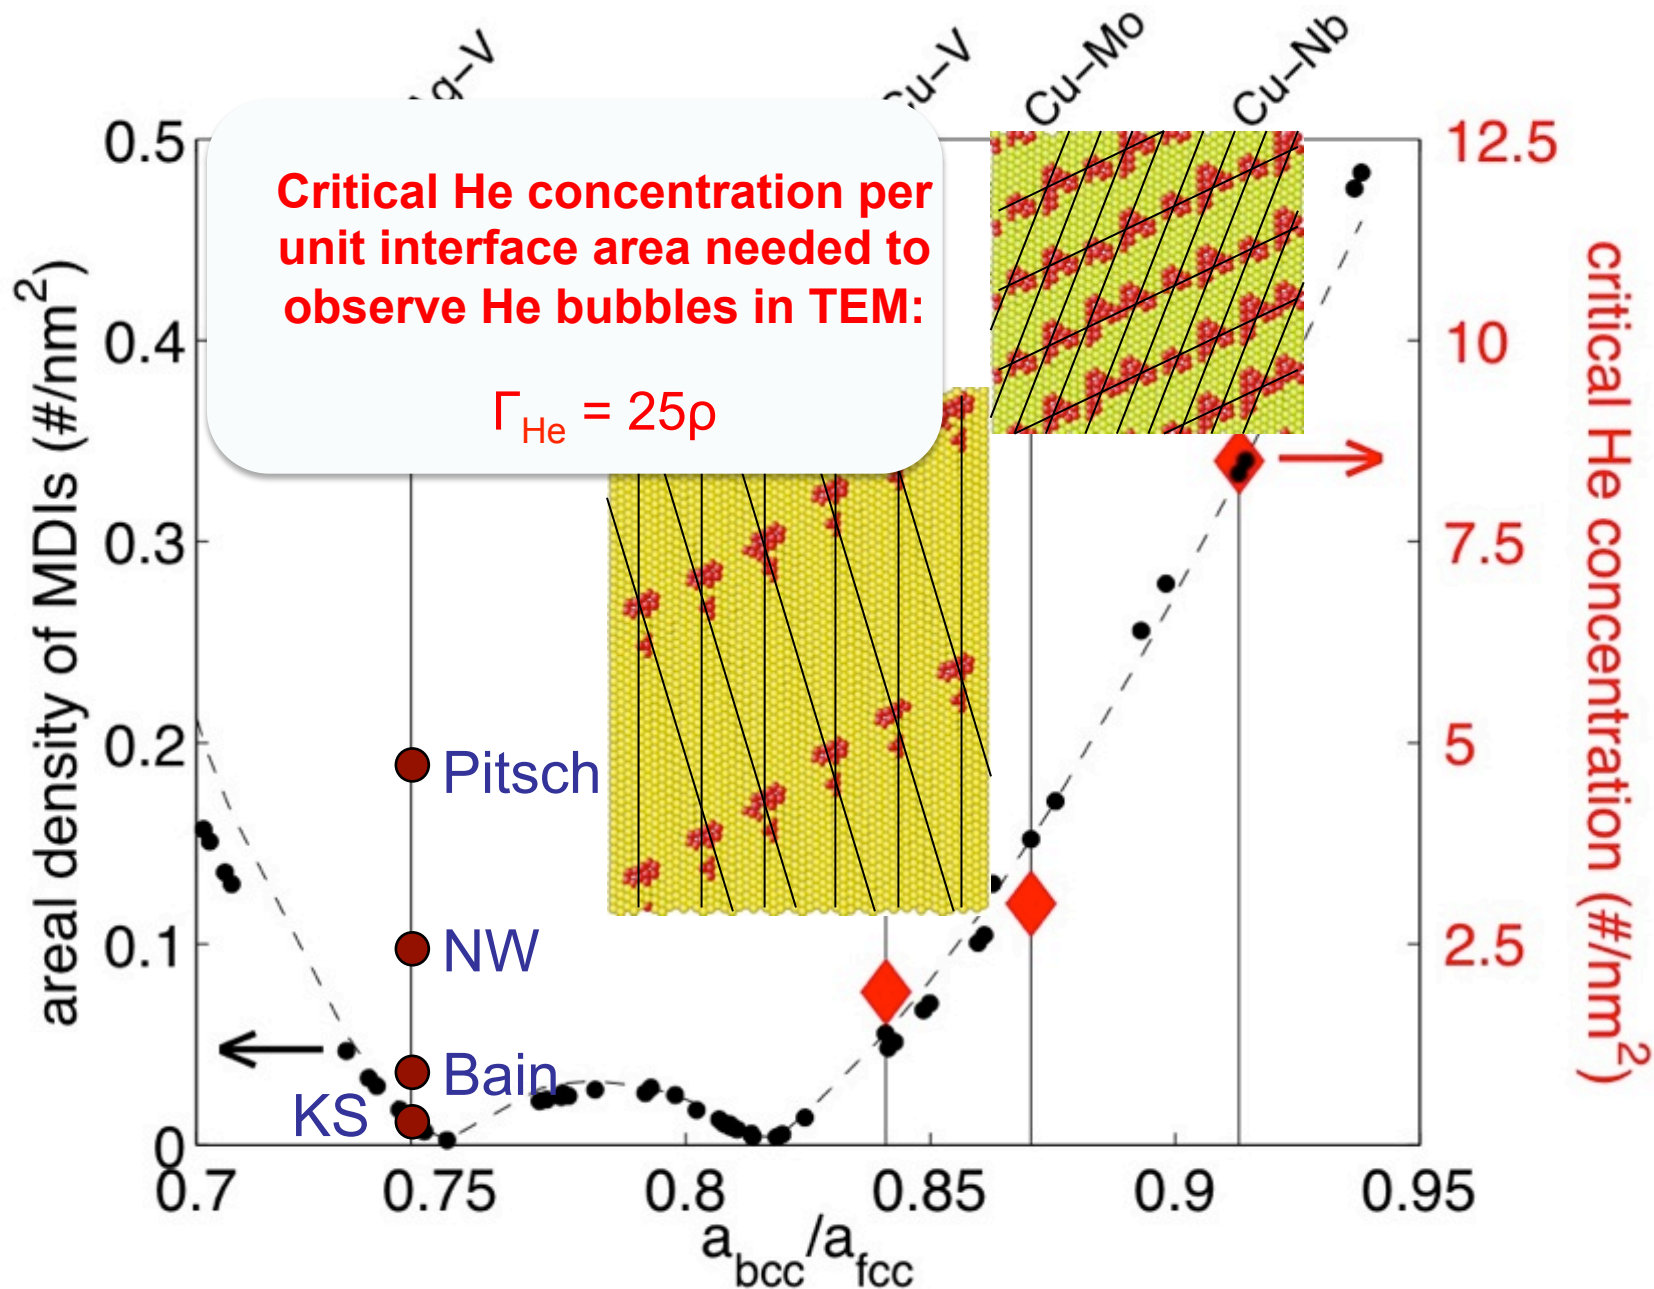 Cu–Mo
Cu–Nb
0.5
0.4
0.3
0.2
0.1
0
areal density of MDIs (#/nm²)
Critical He concentration per
unit interface area needed to
observe He bubbles in TEM:
Γ_He = 25ρ
Pitsch
NW
Bain
KS
12.5
10
7.5
5
2.5
critical He concentration (#/nm²)
0.7
0.75
0.8
0.85
0.9
0.95
a_bcc/a_fcc